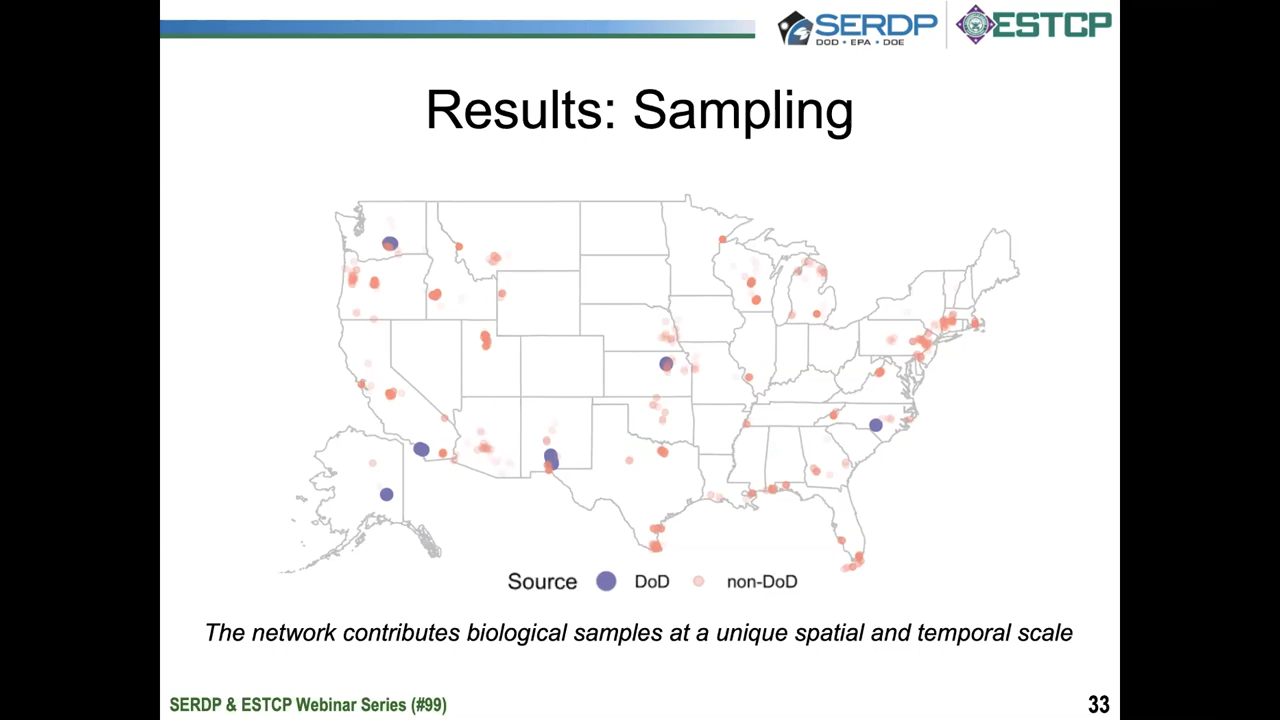 SERDP
DOD • EPA • DOE
ESTCP
Results: Sampling
Source DoD non-DoD
The network contributes biological samples at a unique spatial and temporal scale
SERDP & ESTCP Webinar Series (#99)
33